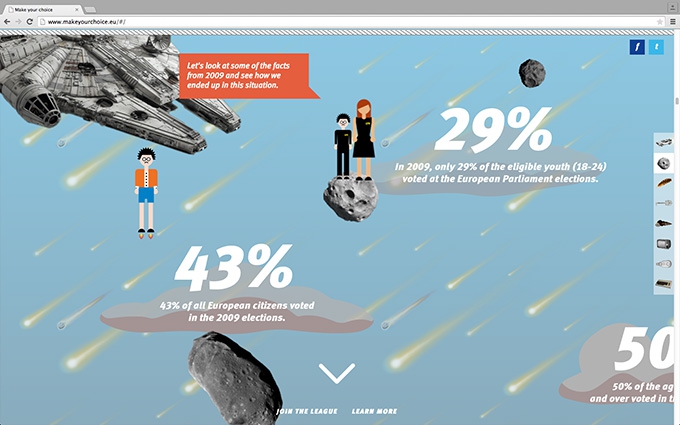 Make your choice
www.makeyourchoice.eu/#/
f
t
Let's look at some of the facts
from 2009 and see how we
ended up in this situation.
29%
In 2009, only 29% of the eligible youth (18-24)
voted at the European Parliament elections.
43%
43% of all European citizens voted
in the 2009 elections.
50
50% of the ag
and over voted in t
JOIN THE LEAGUE LEARN MORE